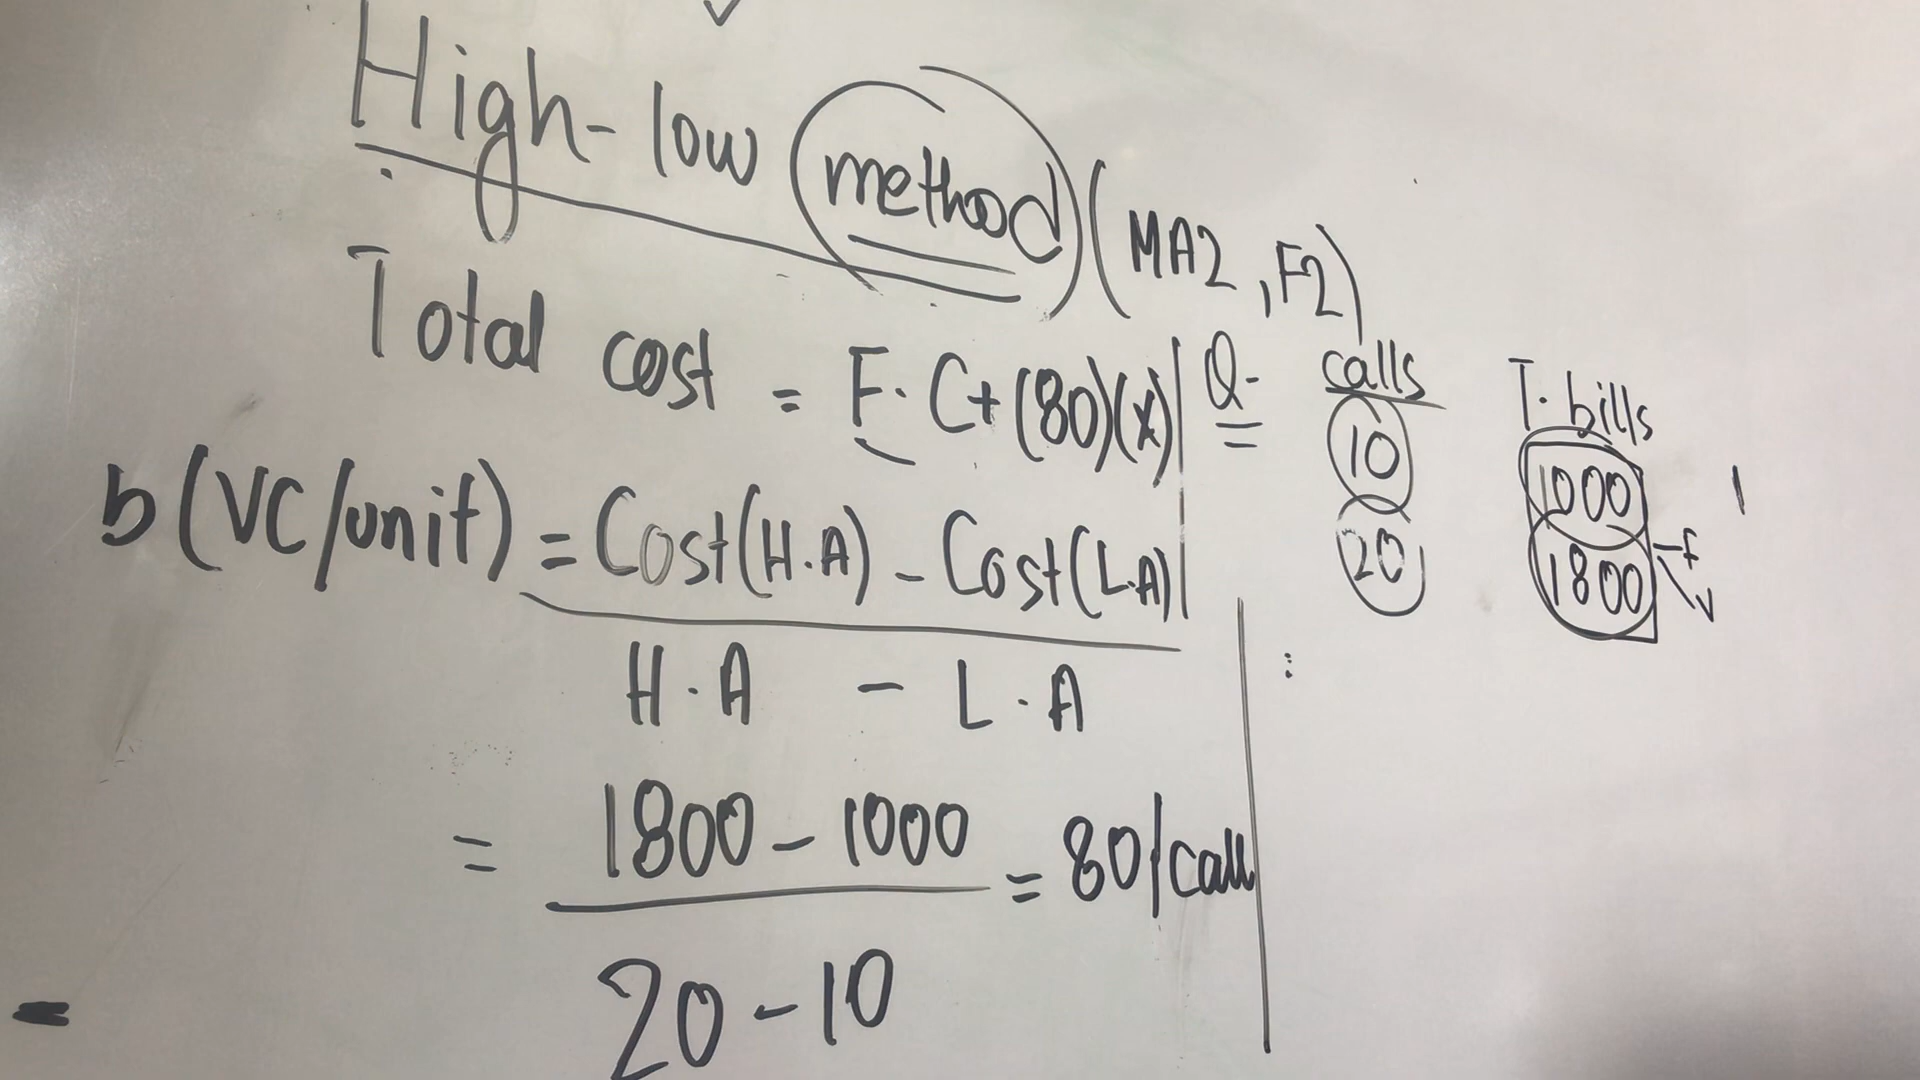 High-low method (MA2, F2)
Total cost = F.C+(80)(x)
b(VC/unit) = Cost(H.A) - Cost(L.A)
H.A - L.A
= 1800-1000 = 80/call
20-10
Q= calls T.bills
10 1000
20 1800
f
v